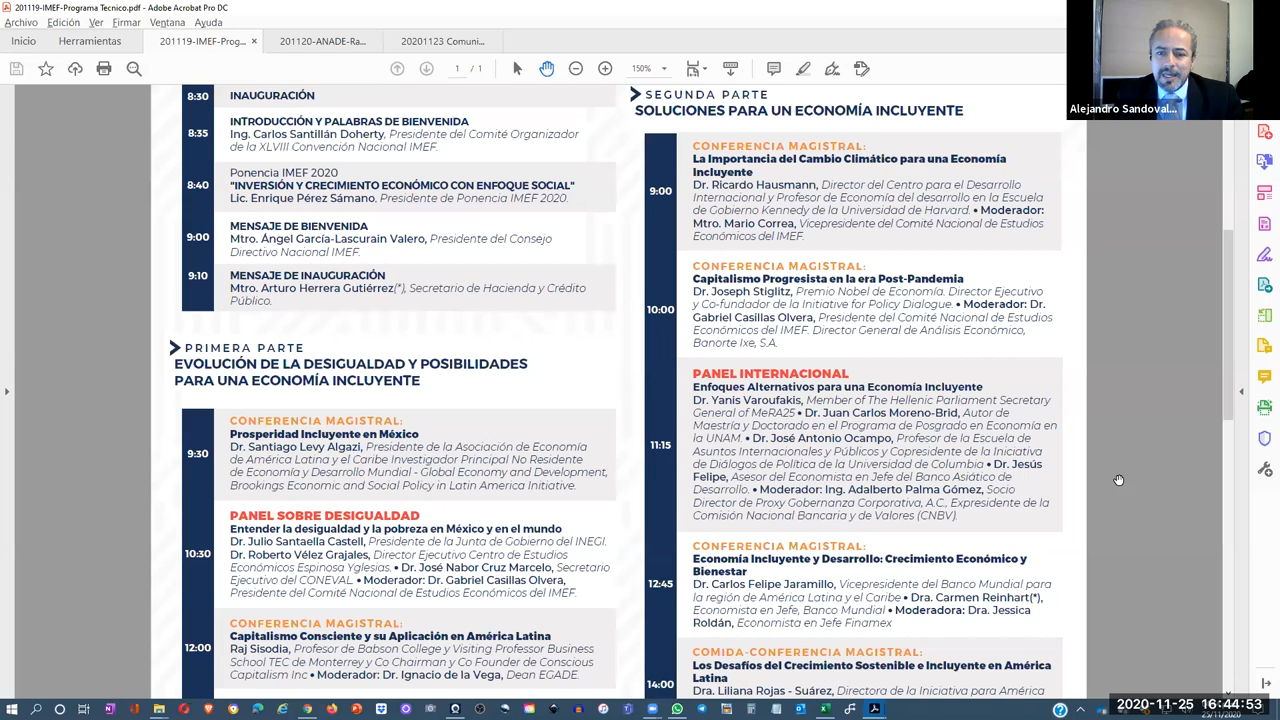 201119-IMEF-Programa Tecnico.pdf - Adobe Acrobat Pro DC
Archivo Edición Ver Firmar Ventana Ayuda
Inicio Herramientas 201119-IMEF-Prog... × 201120-ANADE-Ra... 20201123 Comuni...
1 / 1 150%
Alejandro Sandoval...
8:30 INAUGURACIÓN
8:35 INTRODUCCIÓN Y PALABRAS DE BIENVENIDA
Ing. Carlos Santillán Doherty, Presidente del Comité Organizador
de la XLVIII Convención Nacional IMEF.
8:40 Ponencia IMEF 2020
"INVERSIÓN Y CRECIMIENTO ECONÓMICO CON ENFOQUE SOCIAL"
Lic. Enrique Pérez Sámano, Presidente de Ponencia IMEF 2020
9:00 MENSAJE DE BIENVENIDA
Mtro. Ángel García-Lascurain Valero, Presidente del Consejo
Directivo Nacional IMEF.
9:10 MENSAJE DE INAUGURACIÓN
Mtro. Arturo Herrera Gutiérrez(*), Secretario de Hacienda y Crédito
Público.
PRIMERA PARTE
EVOLUCIÓN DE LA DESIGUALDAD Y POSIBILIDADES
PARA UNA ECONOMÍA INCLUYENTE
9:30 CONFERENCIA MAGISTRAL:
Prosperidad Incluyente en México
Dr. Santiago Levy Algazi, Presidente de la Asociación de Economía
de América Latina y el Caribe Investigador Principal No Residente
de Economía y Desarrollo Mundial - Global Economy and Development,
Brookings Economic and Social Policy in Latin America Initiative.
10:30 PANEL SOBRE DESIGUALDAD
Entender la desigualdad y la pobreza en México y en el mundo
Dr. Julio Santaella Castell, Presidente de la Junta de Gobierno del INEGI.
Dr. Roberto Vélez Grajales, Director Ejecutivo Centro de Estudios
Económicos Espinosa Yglesias. • Dr. José Nabor Cruz Marcelo, Secretario
Ejecutivo del CONEVAL • Moderador: Dr. Gabriel Casillas Olvera,
Presidente del Comité Nacional de Estudios Económicos del IMEF.
12:00 CONFERENCIA MAGISTRAL:
Capitalismo Consciente y su Aplicación en América Latina
Raj Sisodia, Profesor de Babson College y Visiting Professor Business
School TEC de Monterrey y Co Chairman y Co Founder de Conscious
Capitalism Inc • Moderador: Dr. Ignacio de la Vega, Dean EGADE.
SEGUNDA PARTE
SOLUCIONES PARA UN ECONOMÍA INCLUYENTE
9:00 CONFERENCIA MAGISTRAL:
La Importancia del Cambio Climático para una Economía
Incluyente
Dr. Ricardo Hausmann, Director del Centro para el Desarrollo
Internacional y Profesor de Economía del desarrollo en la Escuela
de Gobierno Kennedy de la Universidad de Harvard. • Moderador:
Mtro. Mario Correa, Vicepresidente del Comité Nacional de Estudios
Económicos del IMEF.
10:00 CONFERENCIA MAGISTRAL:
Capitalismo Progresista en la era Post-Pandemia
Dr. Joseph Stiglitz, Premio Nobel de Economía. Director Ejecutivo
y Co-fundador de la Initiative for Policy Dialogue. • Moderador: Dr.
Gabriel Casillas Olvera, Presidente del Comité Nacional de Estudios
Económicos del IMEF. Director General de Análisis Económico,
Banorte Ixe, S.A.
11:15 PANEL INTERNACIONAL
Enfoques Alternativos para una Economía Incluyente
Dr. Yanis Varoufakis, Member of The Hellenic Parliament Secretary
General of MeRA25 • Dr. Juan Carlos Moreno-Brid, Autor de
Maestría y Doctorado en el Programa de Posgrado en Economía en
la UNAM. • Dr. José Antonio Ocampo, Profesor de la Escuela de
Asuntos Internacionales y Públicos y Copresidente de la Iniciativa
de Diálogos de Política de la Universidad de Columbia • Dr. Jesús
Felipe, Asesor del Economista en Jefe del Banco Asiático de
Desarrollo. • Moderador: Ing. Adalberto Palma Gómez, Socio
Director de Proxy Gobernanza Corporativa, A.C., Expresidente de la
Comisión Nacional Bancaria y de Valores (CNBV).
12:45 CONFERENCIA MAGISTRAL:
Economía Incluyente y Desarrollo: Crecimiento Económico y
Bienestar
Dr. Carlos Felipe Jaramillo, Vicepresidente del Banco Mundial para
la región de América Latina y el Caribe • Dra. Carmen Reinhart(*),
Economista en Jefe, Banco Mundial • Moderadora: Dra. Jessica
Roldán, Economista en Jefe Finamex
14:00 COMIDA-CONFERENCIA MAGISTRAL:
Los Desafíos del Crecimiento Sostenible e Incluyente en América
Latina
Dra. Liliana Rojas - Suárez, Directora de la Iniciativa para América
2020-11-25 16:44:53
25/11/2020